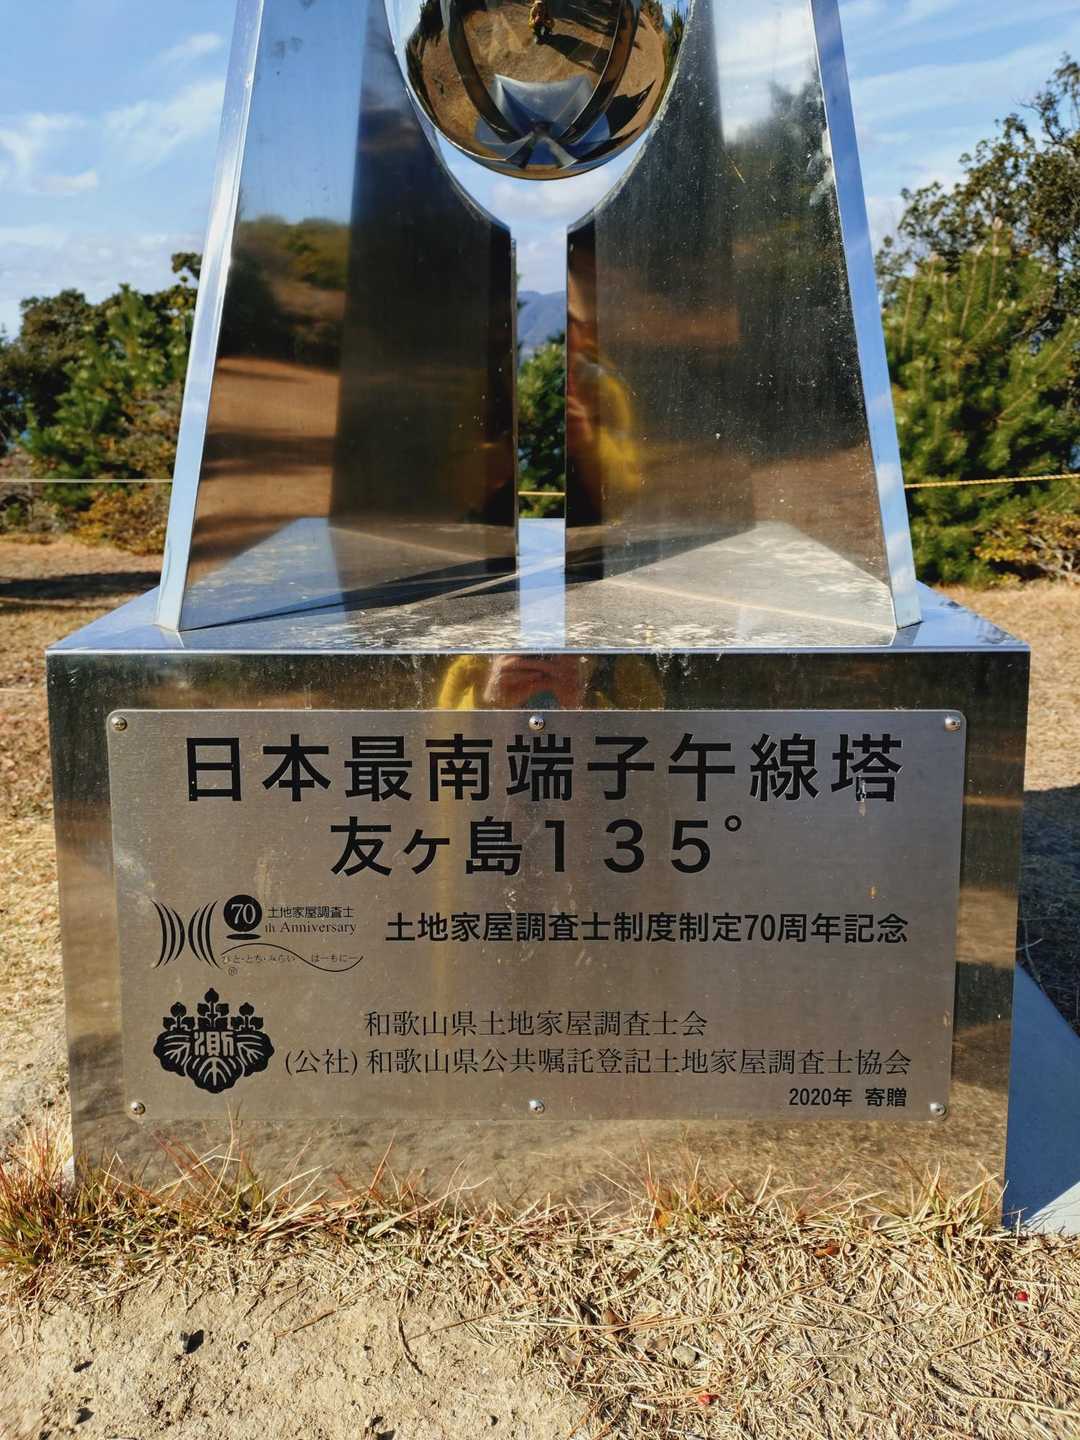 日本最南端子午線塔
友ヶ島135°
70 土地家屋調査士
th Anniversary
ひと・とち・みらい はーもにー
®
土地家屋調査士制度制定70周年記念
測
和歌山県土地家屋調査士会
(公社) 和歌山県公共嘱託登記土地家屋調査士協会
2020年 寄贈